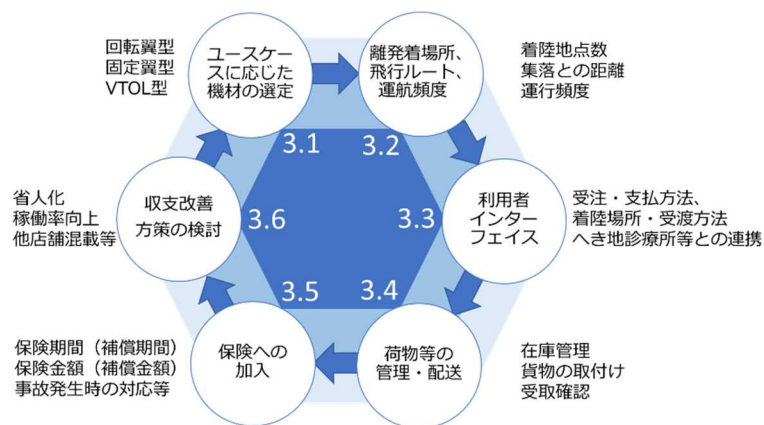 回転翼型
固定翼型
VTOL型
ユースケー
スに応じた
機材の選定
3.1
離発着場所、
飛行ルート、
運航頻度
3.2
着陸地点数
集落との距離
運行頻度
利用者
インター
フェイス
3.3
受注・支払方法、
着陸場所・受渡方法
へき地診療所等との連携
荷物等の
管理・配送
3.4
在庫管理
貨物の取付け
受取確認
保険への
加入
3.5
保険期間（補償期間）
保険金額（補償金額）
事故発生時の対応等
収支改善
方策の検討
3.6
省人化
稼働率向上
他店舗混載等